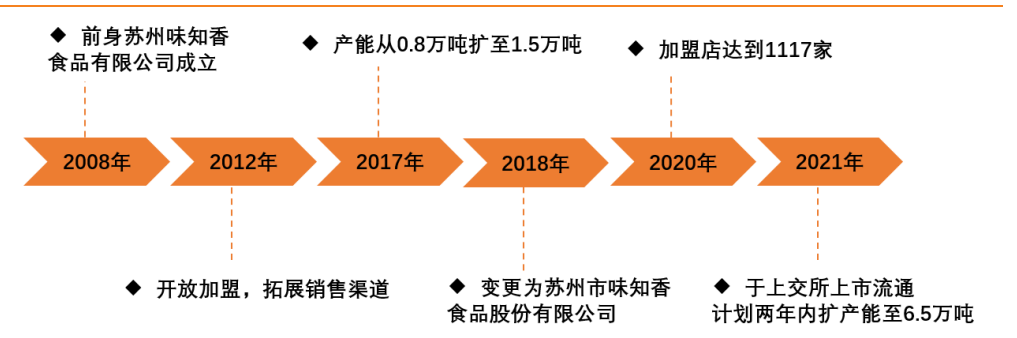 ◆ 前身苏州味知香
食品有限公司成立
◆ 产能从0.8万吨扩至1.5万吨
◆ 加盟店达到1117家
2008年
2012年
2017年
2018年
2020年
2021年
◆ 开放加盟，拓展销售渠道
◆ 变更为苏州市味知香
食品股份有限公司
◆ 于上交所上市流通
计划两年内扩产能至6.5万吨